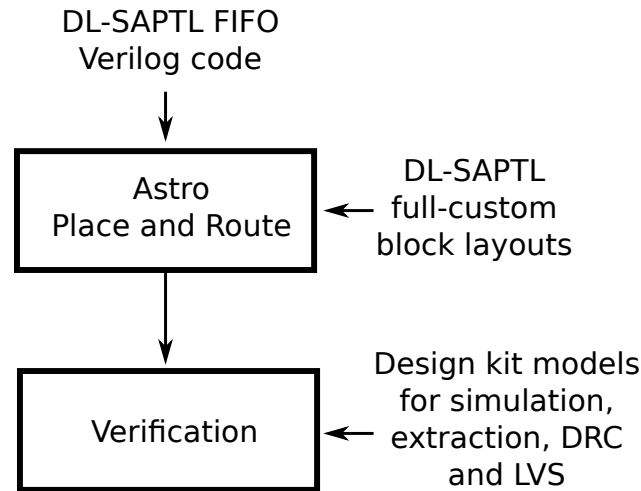 DL-SAPTL FIFO
Verilog code
Astro
Place and Route
DL-SAPTL
full-custom
block layouts
Verification
Design kit models
for simulation,
extraction, DRC
and LVS